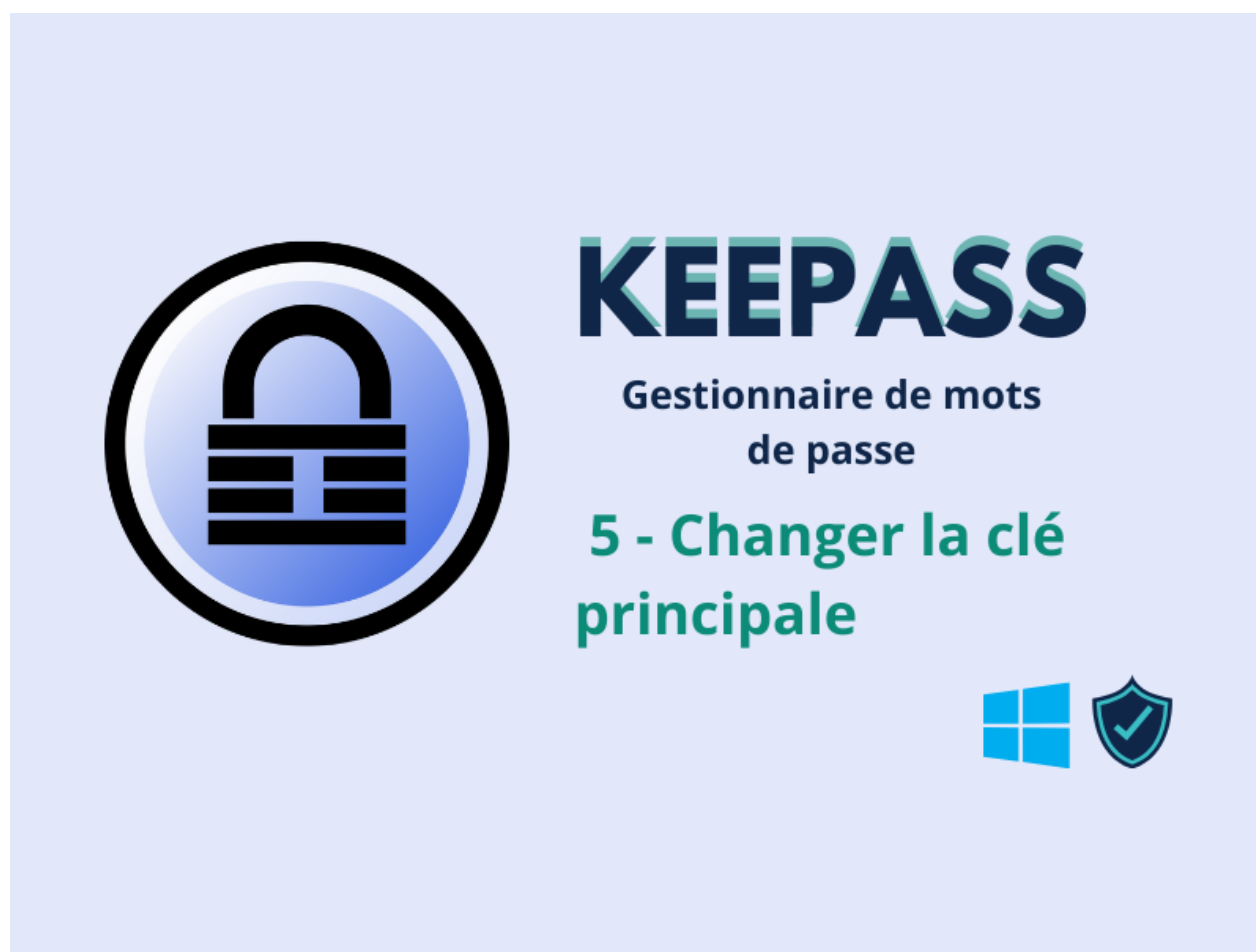 KEEPASS
Gestionnaire de mots
de passe
5 - Changer la clé
principale